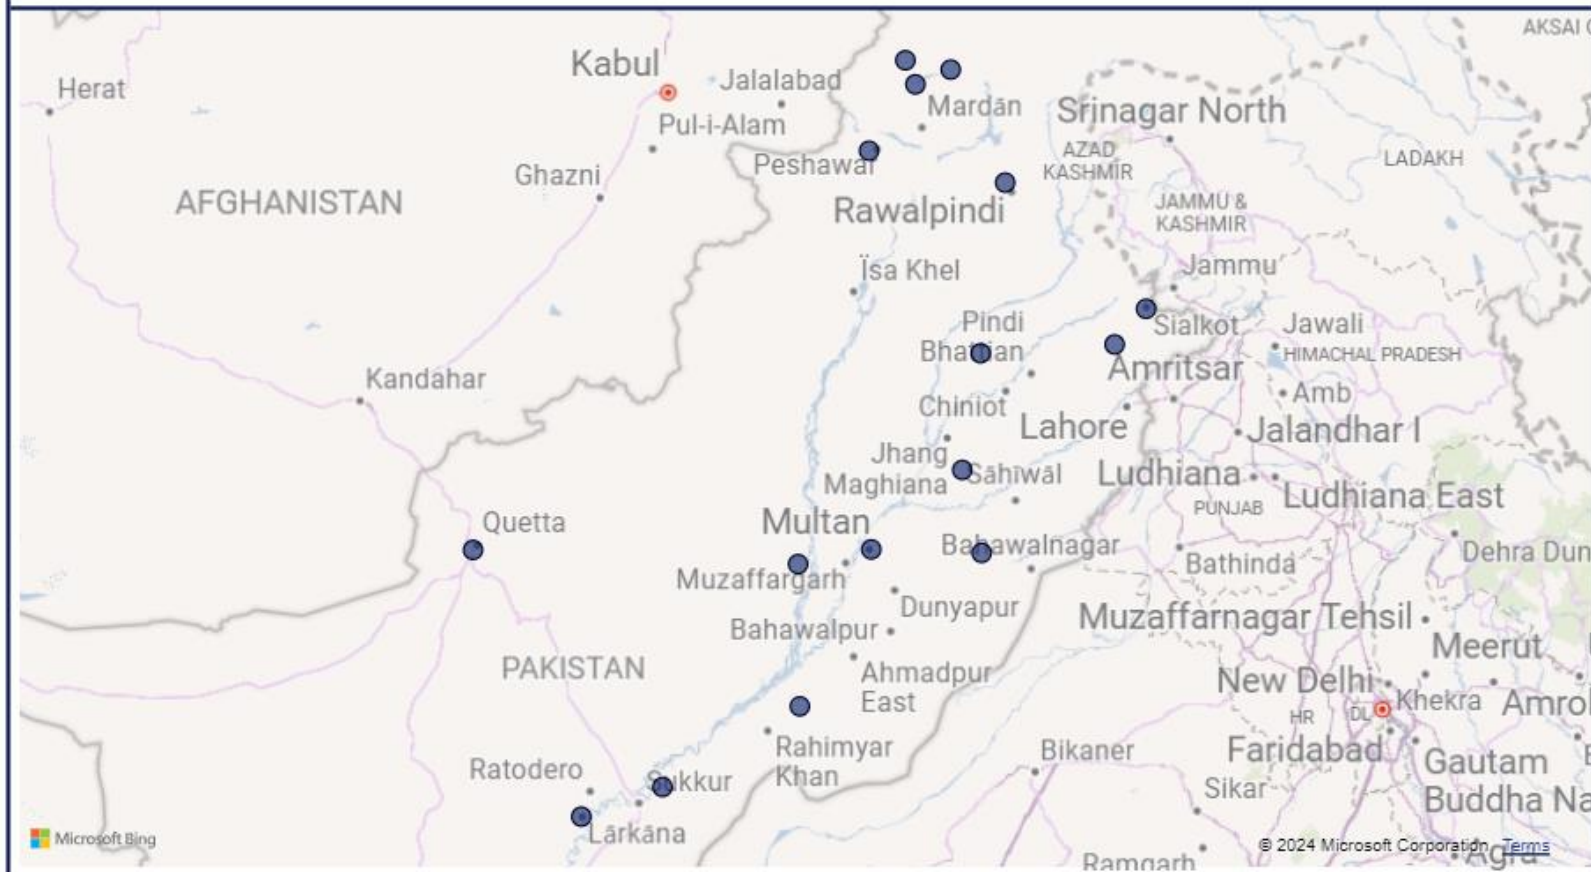 AKSAI
Kabul
Herat
Jalalabad
Mardān
Srinagar North
Pul-i-Alam
AZAD
KASHMIR
LADAKH
Peshawar
Ghazni
AFGHANISTAN
Rawalpindi
JAMMU &
KASHMIR
Ïsa Khel
Jammu
Pindi
Bhattian
Sialkot
Jawali
HIMACHAL PRADESH
Amritsar
Kandahar
Amb
Chiniot
Lahore
Jalandhar I
Jhang
Maghiana
Sāhīwāl
Ludhiana
Ludhiana East
PUNJAB
Quetta
Multan
Bahawalnagar
Dehra Dun
Bathinda
Muzaffargarh
Dunyapur
Muzaffarnagar Tehsil
Bahawalpur
Meerut
PAKISTAN
Ahmadpur
East
New Delhi
Khekra
Amro
HR
DL
Rahimyar
Khan
Bikaner
Faridabad
Gautam
Buddha Na
Ratodero
Sukkur
Sikar
Lārkāna
Microsoft Bing
© 2024 Microsoft Corporation Terms
Agra
Ramgarh